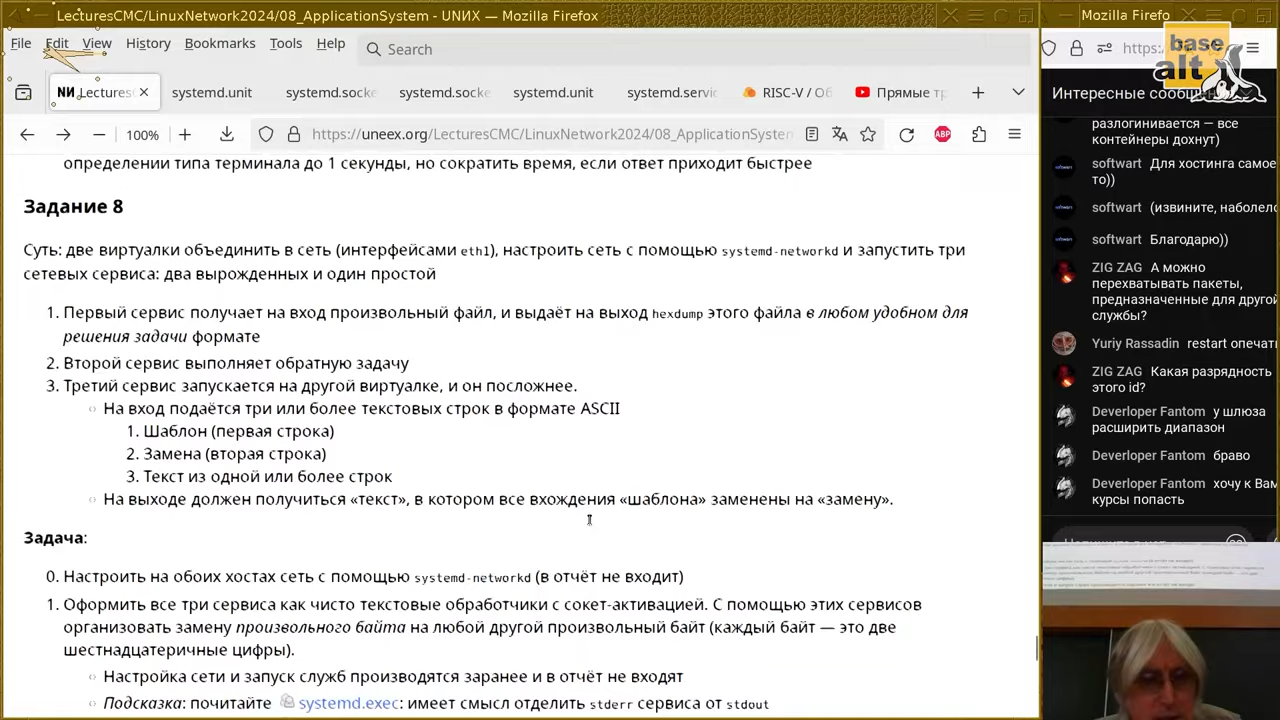 LecturesCMC/LinuxNetwork2024/08_ApplicationSystem - UNИX — Mozilla Firefox
File Edit View History Bookmarks Tools Help
Search
Lectures
systemd.unit
systemd.socke
systemd.socke
systemd.unit
systemd.servic
RISC-V / Об
Прямые тр
100%
https://uneex.org/LecturesCMC/LinuxNetwork2024/08_ApplicationSystem
ABP
определении типа терминала до 1 секунды, но сократить время, если ответ приходит быстрее
Задание 8
Суть: две виртуалки объединить в сеть (интерфейсами eth1), настроить сеть с помощью systemd-networkd и запустить три
сетевых сервиса: два вырожденных и один простой
1. Первый сервис получает на вход произвольный файл, и выдаёт на выход hexdump этого файла в любом удобном для
решения задачи формате
2. Второй сервис выполняет обратную задачу
3. Третий сервис запускается на другой виртуалке, и он посложнее.
На вход подаётся три или более текстовых строк в формате ASCII
1. Шаблон (первая строка)
2. Замена (вторая строка)
3. Текст из одной или более строк
На выходе должен получиться «текст», в котором все вхождения «шаблона» заменены на «замену».
Задача:
0. Настроить на обоих хостах сеть с помощью systemd-networkd (в отчёт не входит)
1. Оформить все три сервиса как чисто текстовые обработчики с сокет-активацией. С помощью этих сервисов
организовать замену произвольного байта на любой другой произвольный байт (каждый байт — это две
шестнадцатеричные цифры).
Настройка сети и запуск служб производятся заранее и в отчёт не входят
Подсказка: почитайте systemd.exec: имеет смысл отделить stderr сервиса от stdout
Mozilla Firefo
https:
base
alt
Интересные сообщ
разлогинивается — все
контейнеры дохнут)
softwart Для хостинга самое
то))
softwart (извините, наболел
softwart Благодарю))
ZIG ZAG А можно
перехватывать пакеты,
предназначенные для другой
службы?
Yuriy Rassadin restart опечат
ZIG ZAG Какая разрядность
этого id?
Deverloper Fantom у шлюза
расширить диапазон
Deverloper Fantom браво
Deverloper Fantom хочу к Вам
курсы попасть